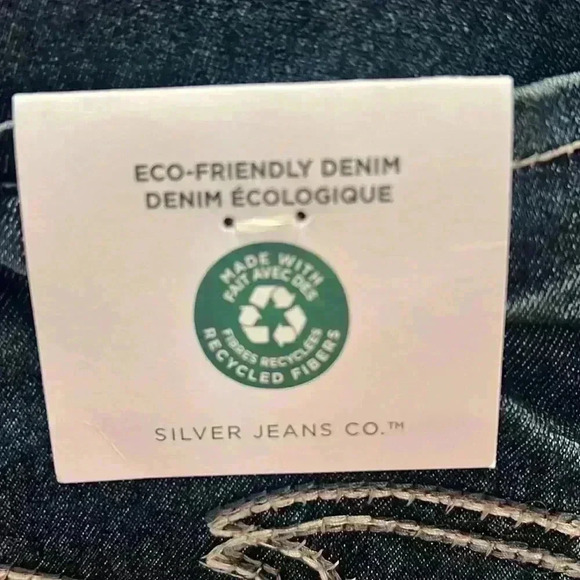 ECO-FRIENDLY DENIM
DENIM ÉCOLOGIQUE
MADE WITH
FAIT AVEC DES
FIBRES RECYCLÉES
RECYCLED FIBERS
SILVER JEANS CO.™